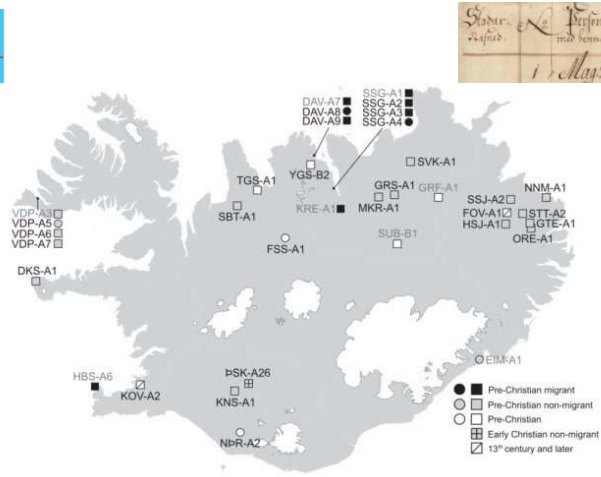 Stadar-
No
DAV-A7
DAV-A8
DAV-A9
SSG-A1
SSG-A2
SSG-A3
SSG-A4
SVK-A1
YGS-B2
TGS-A1
SBT-A1
KRE-A1
MKR-A1
GRS-A1
GRF-A1
SSJ-A2
NNM-A1
FOV-A1
STT-A2
HSJ-A1
GTE-A1
ORE-A1
VDP-A3
VDP-A5
VDP-A6
VDP-A7
DKS-A1
FSS-A1
SUB-B1
EIM-A1
HBS-A6
KOV-A2
ÞSK-A26
KNS-A1
NÞR-A2
Pre-Christian migrant
Pre-Christian non-migrant
Pre-Christian
Early Christian non-migrant
13th century and later